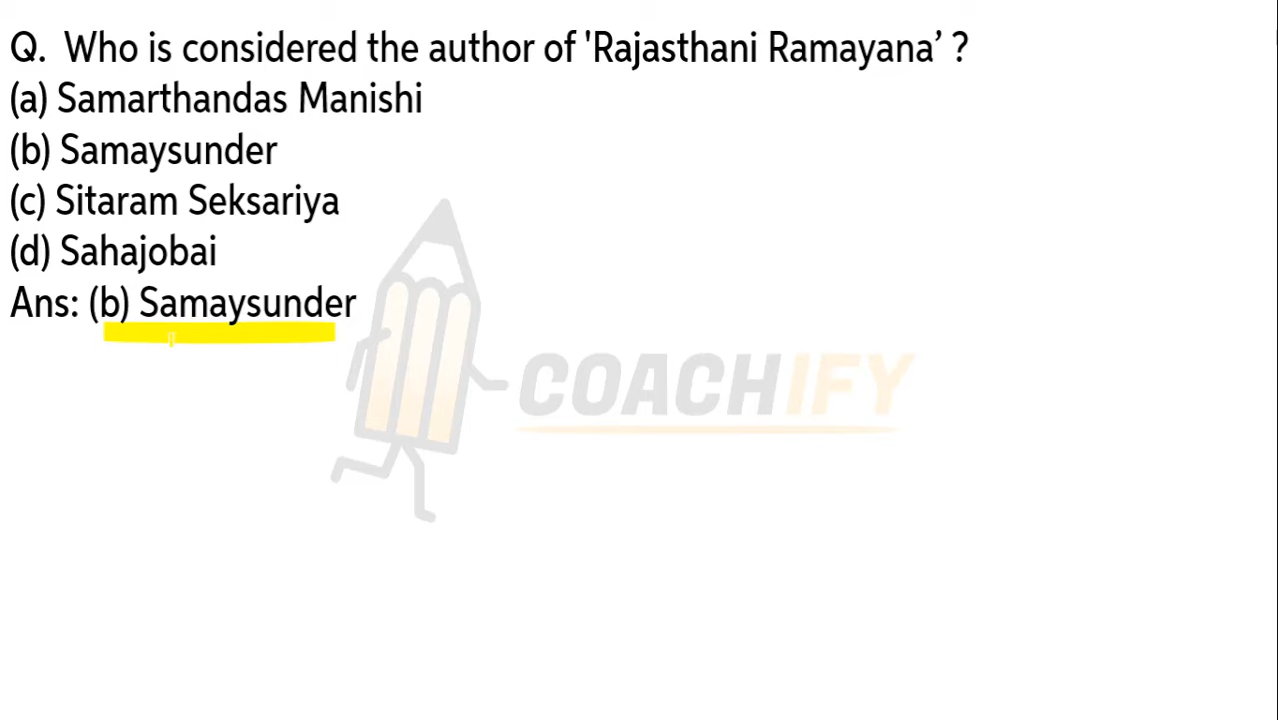 Q. Who is considered the author of 'Rajasthani Ramayana’ ?
(a) Samarthandas Manishi
(b) Samaysunder
(c) Sitaram Seksariya
(d) Sahajobai
Ans: (b) Samaysunder
COACHIFY